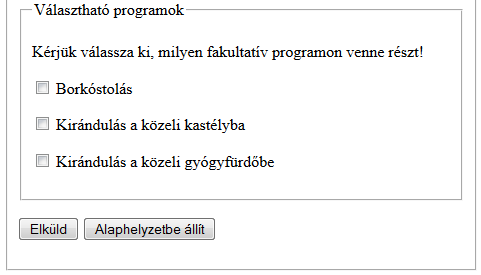 Választható programok
Kérjük válassza ki, milyen fakultatív programon venne részt!
Borkóstolás
Kirándulás a közeli kastélyba
Kirándulás a közeli gyógyfürdőbe
Elküld Alaphelyzetbe állít